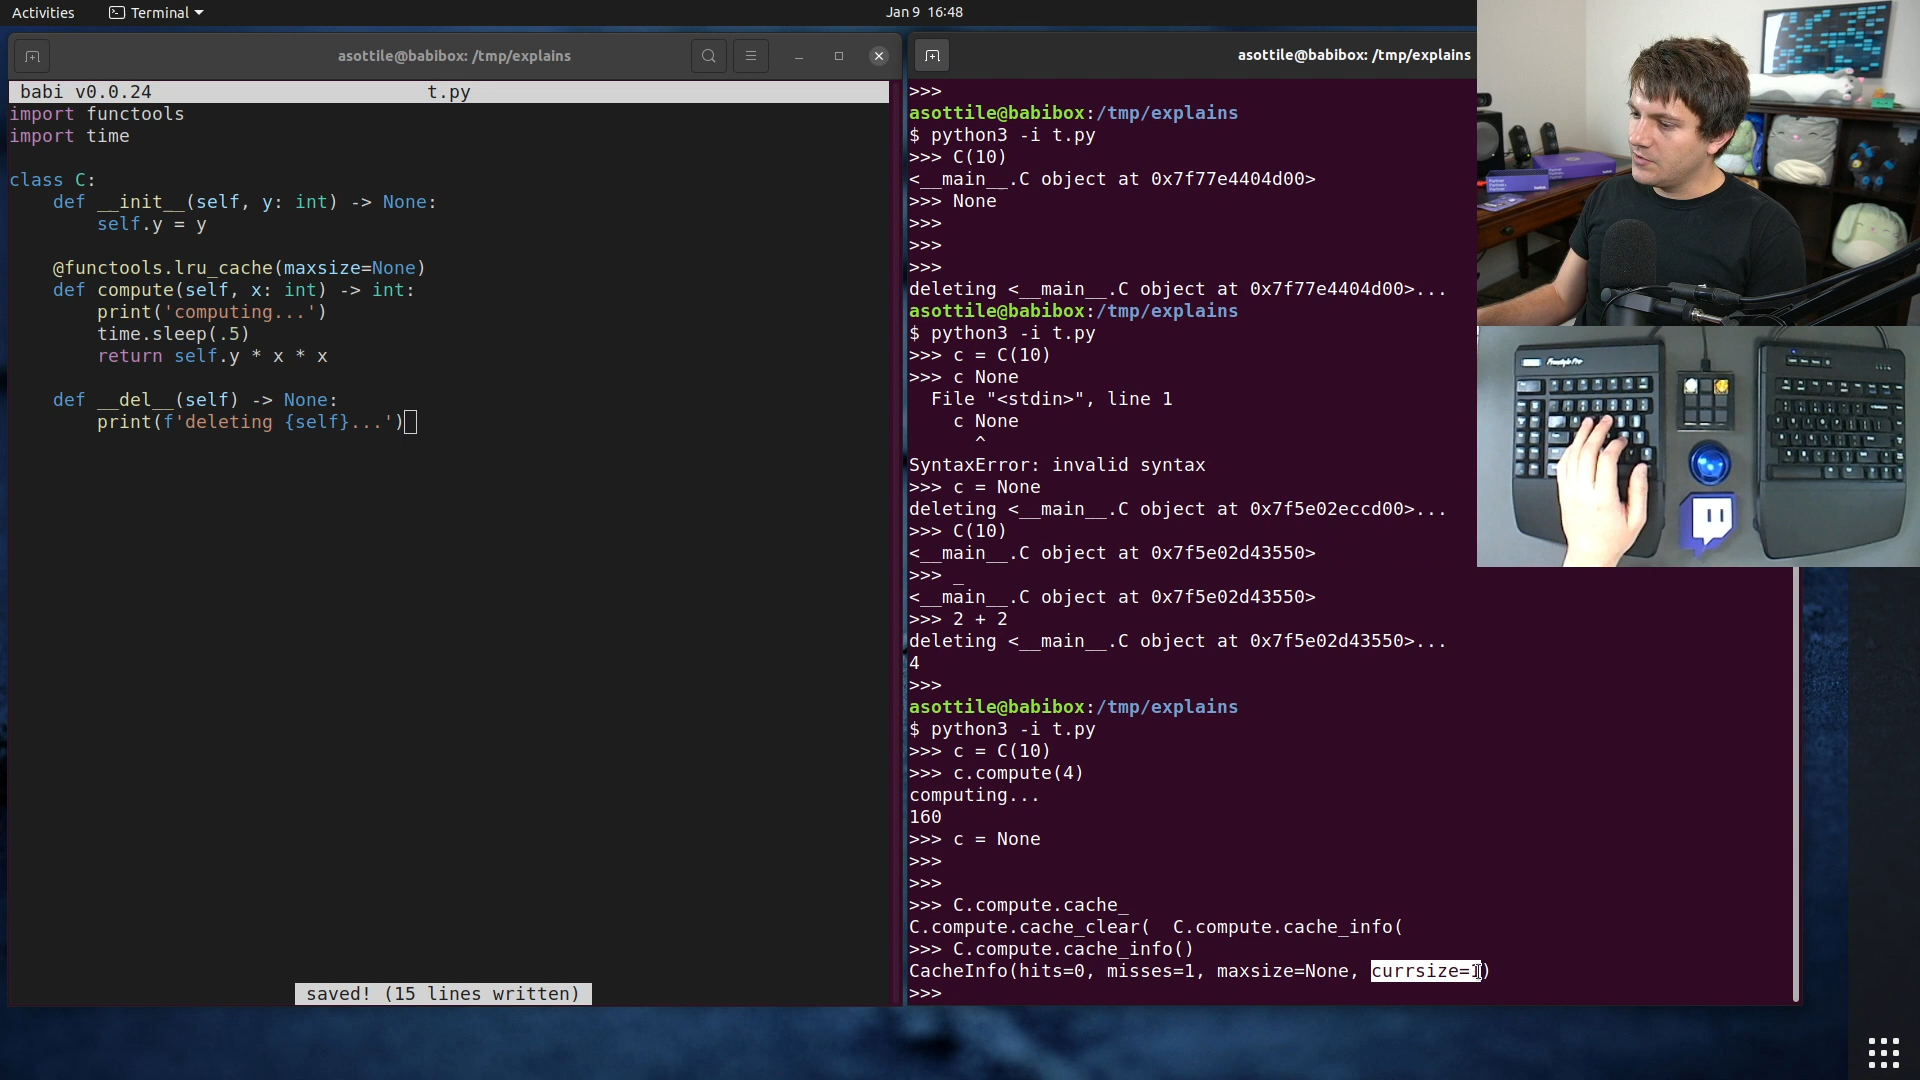 Activities
Terminal
Jan 9 16:48
asottile@babibox: /tmp/explains
babi v0.0.24 t.py
import functools
import time
class C:
    def __init__(self, y: int) -> None:
        self.y = y
    @functools.lru_cache(maxsize=None)
    def compute(self, x: int) -> int:
        print('computing...')
        time.sleep(.5)
        return self.y * x * x
    def __del__(self) -> None:
        print(f'deleting {self}...')
saved! (15 lines written)
asottile@babibox: /tmp/explains
>>>
asottile@babibox:/tmp/explains
$ python3 -i t.py
>>> C(10)
<__main__.C object at 0x7f77e4404d00>
>>> None
>>>
>>>
>>>
deleting <__main__.C object at 0x7f77e4404d00>...
asottile@babibox:/tmp/explains
$ python3 -i t.py
>>> c = C(10)
>>> c None
  File "<stdin>", line 1
    c None
      ^
SyntaxError: invalid syntax
>>> c = None
deleting <__main__.C object at 0x7f5e02eccd00>...
>>> C(10)
<__main__.C object at 0x7f5e02d43550>
>>> _
<__main__.C object at 0x7f5e02d43550>
>>> 2 + 2
deleting <__main__.C object at 0x7f5e02d43550>...
4
>>>
asottile@babibox:/tmp/explains
$ python3 -i t.py
>>> c = C(10)
>>> c.compute(4)
computing...
160
>>> c = None
>>>
>>>
>>> C.compute.cache_
C.compute.cache_clear(  C.compute.cache_info(
>>> C.compute.cache_info()
CacheInfo(hits=0, misses=1, maxsize=None, currsize=1)
>>>
Freestyle Pro